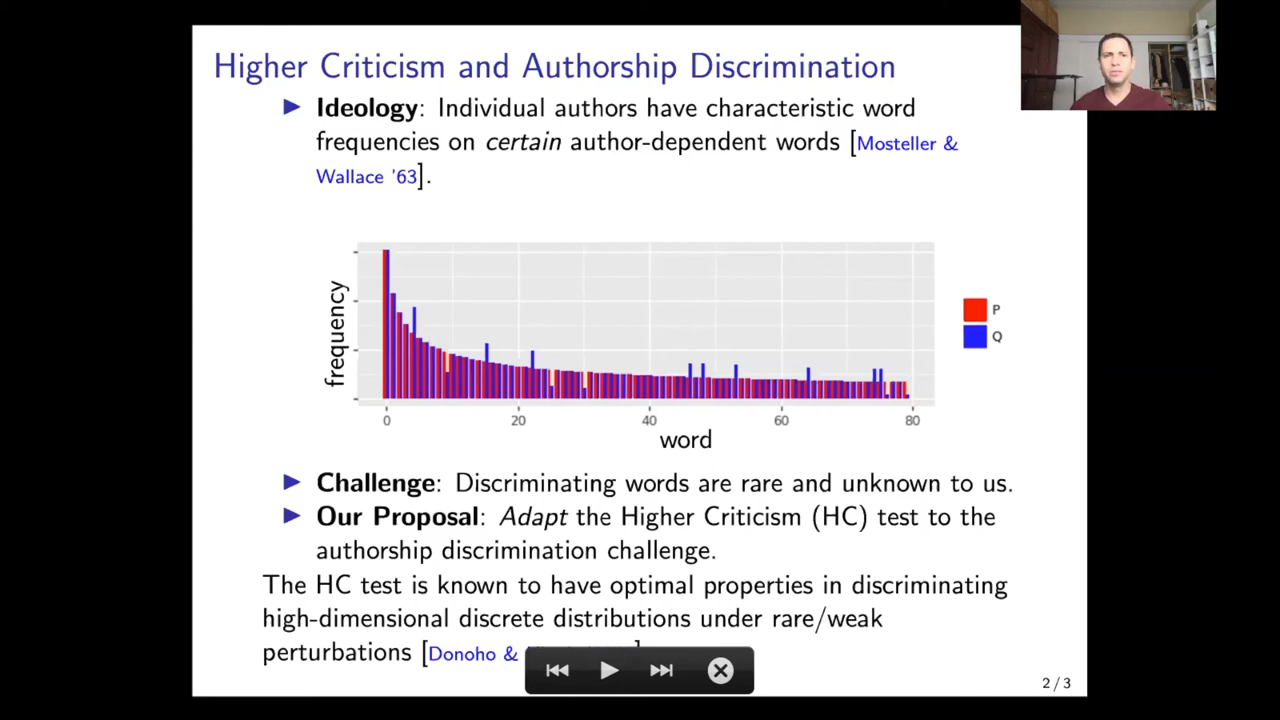 Higher Criticism and Authorship Discrimination
Ideology: Individual authors have characteristic word
frequencies on certain author-dependent words [Mosteller &
Wallace '63].
frequency
P
Q
0 20 40 60 80
word
Challenge: Discriminating words are rare and unknown to us.
Our Proposal: Adapt the Higher Criticism (HC) test to the
authorship discrimination challenge.
The HC test is known to have optimal properties in discriminating
high-dimensional discrete distributions under rare/weak
perturbations [Donoho &
2 / 3